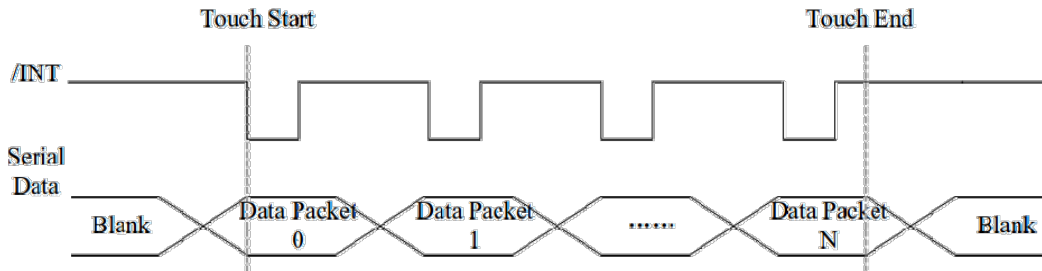 Touch Start
Touch End
/INT
Serial
Data
Blank
Data Packet
0
Data Packet
1
......
Data Packet
N
Blank